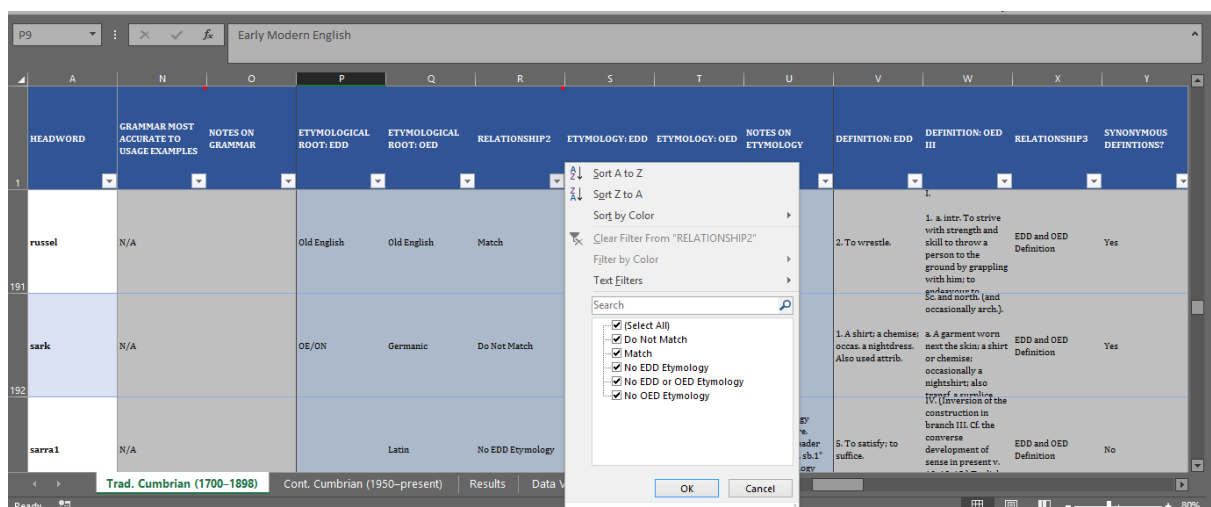 P9
fx
Early Modern English
A N O P Q R S T U V W X Y
1
HEADWORD
GRAMMAR MOST
ACCURATE TO
USAGE EXAMPLES
NOTES ON
GRAMMAR
ETYMOLOGICAL
ROOT: EDD
ETYMOLOGICAL
ROOT: OED
RELATIONSHIP2
ETYMOLOGY: EDD
ETYMOLOGY: OED
NOTES ON
ETYMOLOGY
DEFINITION: EDD
DEFINITION: OED
III
RELATIONSHIP3
SYNONYMOUS
DEFINTIONS?
191
russel
N/A
Old English
Old English
Match
2. To wrestle.
I.
1. a. intr. To strive
with strength and
skill to throw a
person to the
ground by grappling
with him; to
endeavour to
EDD and OED
Definition
Yes
192
sark
N/A
OE/ON
Germanic
Do Not Match
1. A shirt; a chemise;
occas. a nightdress.
Also used attrib.
Sc. and north. (and
occasionally arch.).
a. A garment worn
next the skin; a shirt
or chemise;
occasionally a
nightshirt; also
transf. a surplice
EDD and OED
Definition
Yes
sarra1
N/A
Latin
No EDD Etymology
sb.1"
5. To satisfy; to
suffice.
IV. (Inversion of the
construction in
branch III. Cf. the
converse
development of
sense in present v.
EDD and OED
Definition
No
Sort A to Z
Sort Z to A
Sort by Color
Clear Filter From "RELATIONSHIP2"
Filter by Color
Text Filters
Search
(Select All)
Do Not Match
Match
No EDD Etymology
No EDD or OED Etymology
No OED Etymology
OK
Cancel
Trad. Cumbrian (1700–1898)
Cont. Cumbrian (1950–present)
Results
Data V
Ready
80%